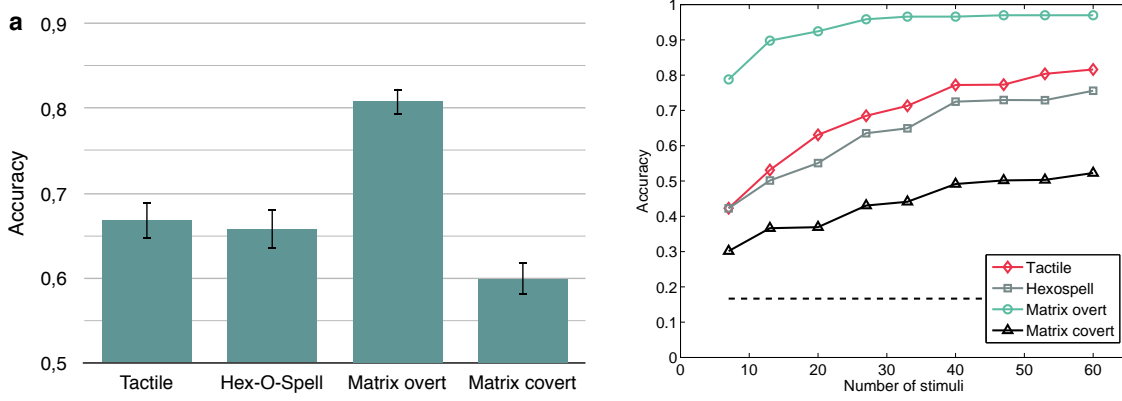 a
0,9
0,8
0,7
0,6
0,5
Accuracy
Tactile Hex-O-Spell Matrix overt Matrix covert
1
0.9
0.8
0.7
0.6
0.5
0.4
0.3
0.2
0.1
0
Accuracy
0 10 20 30 40 50 60
Number of stimuli
Tactile
Hexospell
Matrix overt
Matrix covert